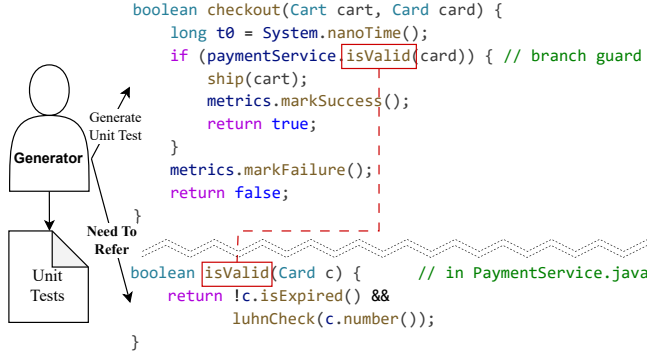 boolean checkout(Cart cart, Card card) {
long t0 = System.nanoTime();
if (paymentService.isValid(card)) { // branch guard
ship(cart);
metrics.markSuccess();
return true;
}
metrics.markFailure();
return false;
}
Generate
Unit Test
Generator
Need To
Refer
Unit
Tests
boolean isValid(Card c) { // in PaymentService.java
return !c.isExpired() &&
luhnCheck(c.number());
}